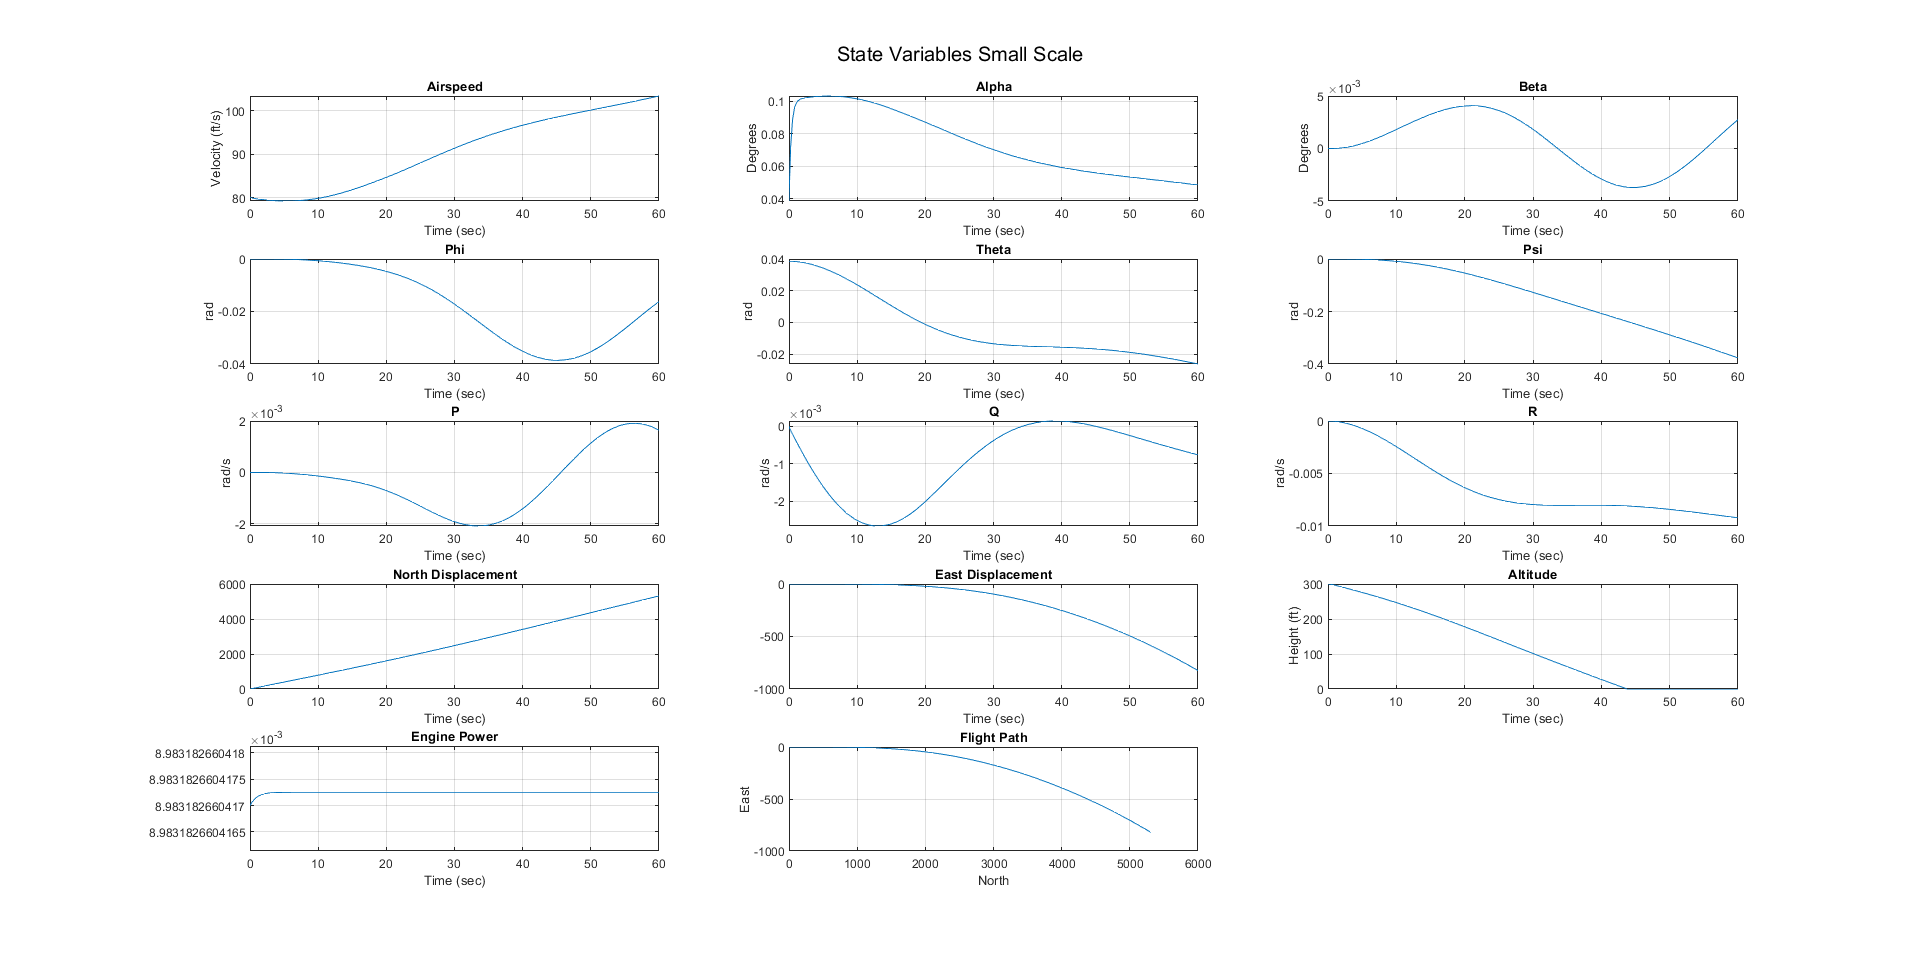 State Variables Small Scale
Airspeed
Velocity (ft/s)
100
90
80
0 10 20 30 40 50 60
Time (sec)
Alpha
Degrees
0.1
0.08
0.06
0.04
0 10 20 30 40 50 60
Time (sec)
Beta
×10-3
Degrees
5
0
-5
0 10 20 30 40 50 60
Time (sec)
Phi
rad
0
-0.02
-0.04
0 10 20 30 40 50 60
Time (sec)
Theta
rad
0.04
0.02
0
-0.02
0 10 20 30 40 50 60
Time (sec)
Psi
rad
0
-0.2
-0.4
0 10 20 30 40 50 60
Time (sec)
P
×10-3
rad/s
2
0
-2
0 10 20 30 40 50 60
Time (sec)
Q
×10-3
rad/s
0
-1
-2
0 10 20 30 40 50 60
Time (sec)
R
rad/s
0
-0.005
-0.01
0 10 20 30 40 50 60
Time (sec)
North Displacement
6000
4000
2000
0
0 10 20 30 40 50 60
Time (sec)
East Displacement
0
-500
-1000
0 10 20 30 40 50 60
Time (sec)
Altitude
Height (ft)
300
200
100
0
0 10 20 30 40 50 60
Time (sec)
Engine Power
×10-3
8.983182660418
8.9831826604175
8.983182660417
8.9831826604165
0 10 20 30 40 50 60
Time (sec)
Flight Path
East
0
-500
-1000
0 1000 2000 3000 4000 5000 6000
North